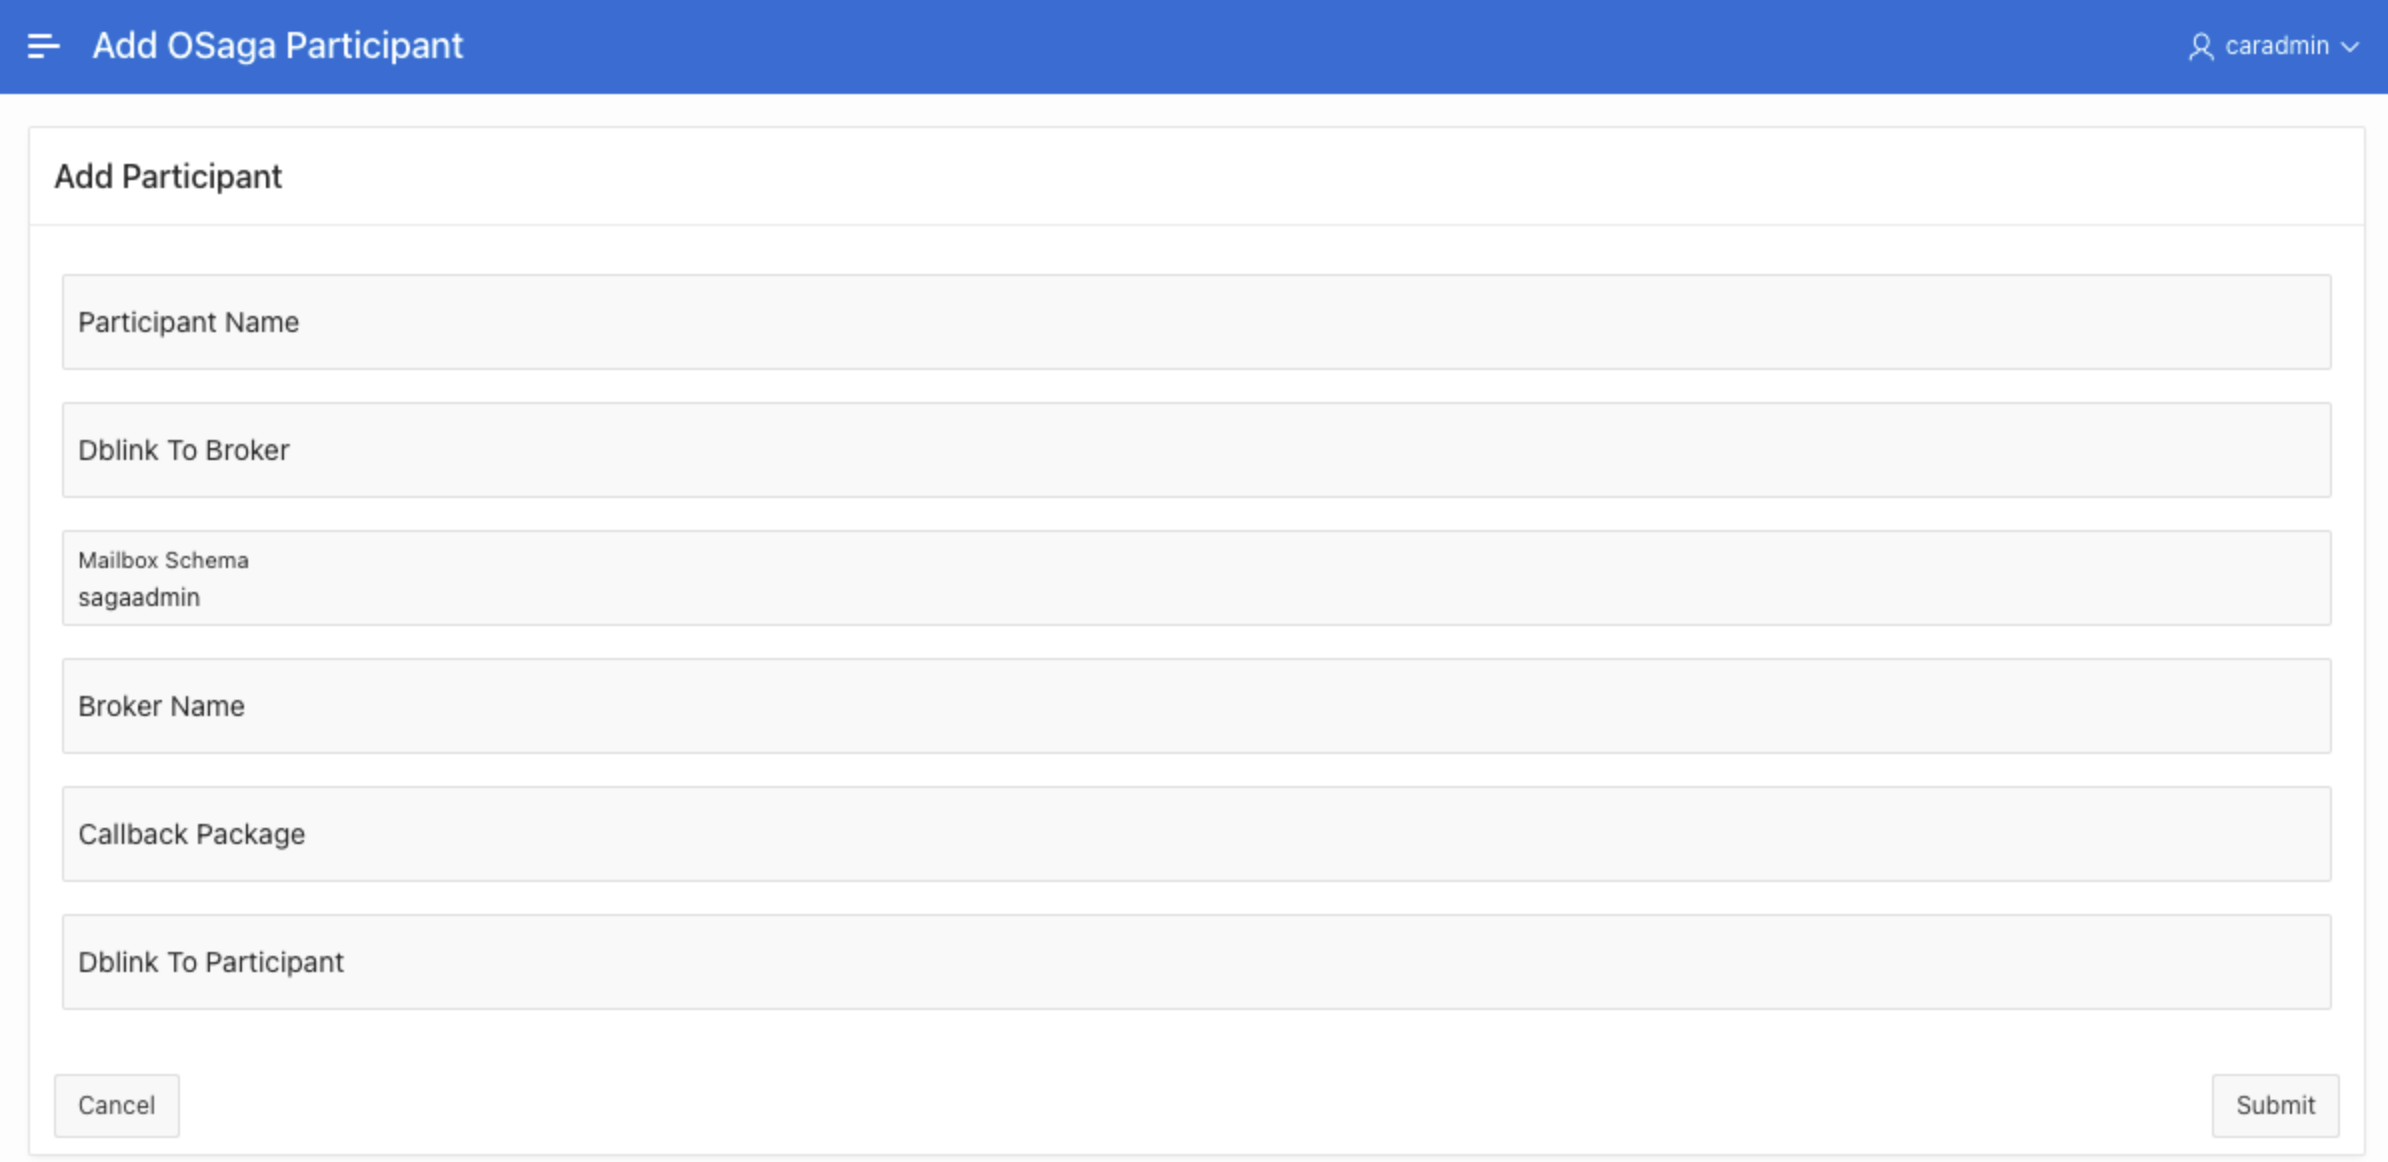 Add OSaga Participant
caradmin
Add Participant
Participant Name
Dblink To Broker
Mailbox Schema
sagaadmin
Broker Name
Callback Package
Dblink To Participant
Cancel
Submit